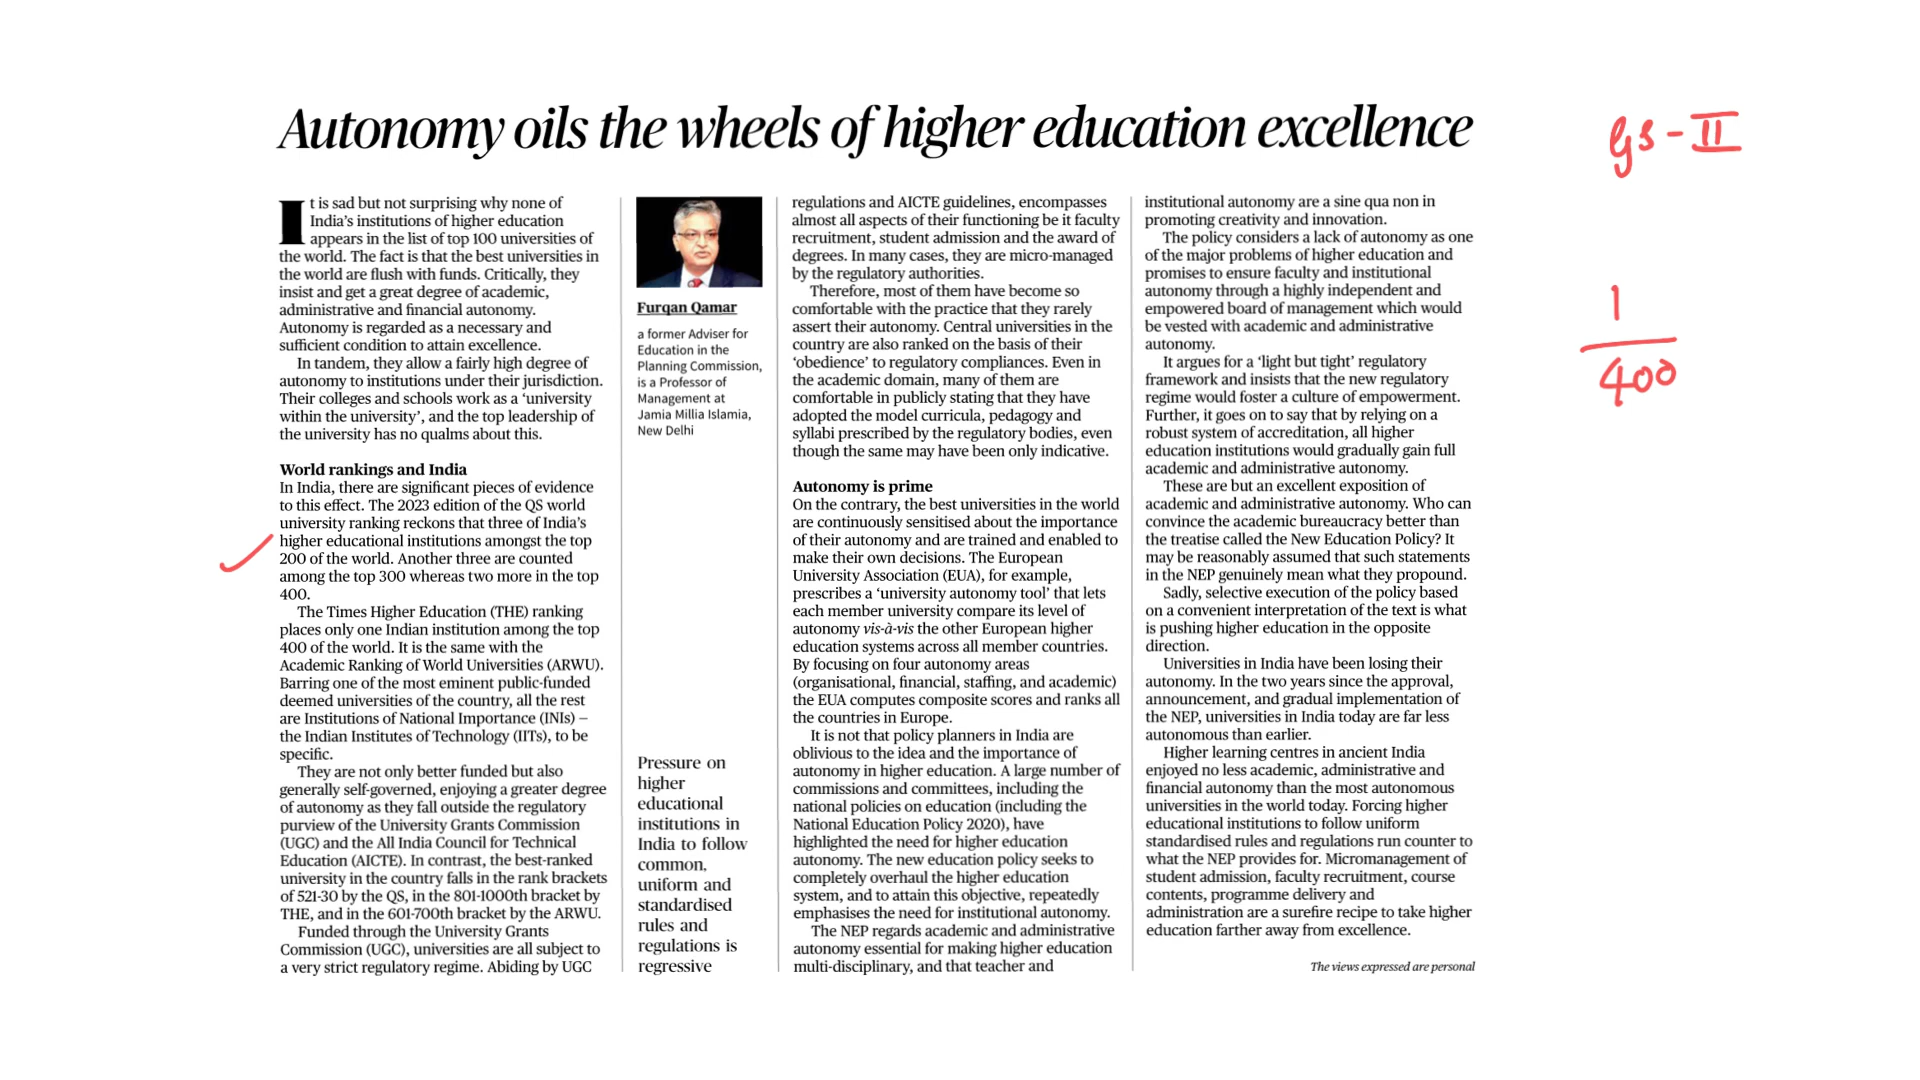 Autonomy oils the wheels of higher education excellence
GS-II
1
400
It is sad but not surprising why none of
India's institutions of higher education
appears in the list of top 100 universities of
the world. The fact is that the best universities in
the world are flush with funds. Critically, they
insist and get a great degree of academic,
administrative and financial autonomy.
Autonomy is regarded as a necessary and
sufficient condition to attain excellence.
In tandem, they allow a fairly high degree of
autonomy to institutions under their jurisdiction.
Their colleges and schools work as a ‘university
within the university’, and the top leadership of
the university has no qualms about this.
World rankings and India
In India, there are significant pieces of evidence
to this effect. The 2023 edition of the QS world
university ranking reckons that three of India's
higher educational institutions amongst the top
200 of the world. Another three are counted
among the top 300 whereas two more in the top
400.
The Times Higher Education (THE) ranking
places only one Indian institution among the top
400 of the world. It is the same with the
Academic Ranking of World Universities (ARWU).
Barring one of the most eminent public-funded
deemed universities of the country, all the rest
are Institutions of National Importance (INIs) —
the Indian Institutes of Technology (IITs), to be
specific.
They are not only better funded but also
generally self-governed, enjoying a greater degree
of autonomy as they fall outside the regulatory
purview of the University Grants Commission
(UGC) and the All India Council for Technical
Education (AICTE). In contrast, the best-ranked
university in the country falls in the rank brackets
of 521-30 by the QS, in the 801-1000th bracket by
THE, and in the 601-700th bracket by the ARWU.
Funded through the University Grants
Commission (UGC), universities are all subject to
a very strict regulatory regime. Abiding by UGC
Furqan Qamar
a former Adviser for
Education in the
Planning Commission,
is a Professor of
Management at
Jamia Millia Islamia,
New Delhi
Pressure on
higher
educational
institutions in
India to follow
common,
uniform and
standardised
rules and
regulations is
regressive
regulations and AICTE guidelines, encompasses
almost all aspects of their functioning be it faculty
recruitment, student admission and the award of
degrees. In many cases, they are micro-managed
by the regulatory authorities.
Therefore, most of them have become so
comfortable with the practice that they rarely
assert their autonomy. Central universities in the
country are also ranked on the basis of their
‘obedience’ to regulatory compliances. Even in
the academic domain, many of them are
comfortable in publicly stating that they have
adopted the model curricula, pedagogy and
syllabi prescribed by the regulatory bodies, even
though the same may have been only indicative.
Autonomy is prime
On the contrary, the best universities in the world
are continuously sensitised about the importance
of their autonomy and are trained and enabled to
make their own decisions. The European
University Association (EUA), for example,
prescribes a ‘university autonomy tool’ that lets
each member university compare its level of
autonomy vis-à-vis the other European higher
education systems across all member countries.
By focusing on four autonomy areas
(organisational, financial, staffing, and academic)
the EUA computes composite scores and ranks all
the countries in Europe.
It is not that policy planners in India are
oblivious to the idea and the importance of
autonomy in higher education. A large number of
commissions and committees, including the
national policies on education (including the
National Education Policy 2020), have
highlighted the need for higher education
autonomy. The new education policy seeks to
completely overhaul the higher education
system, and to attain this objective, repeatedly
emphasises the need for institutional autonomy.
The NEP regards academic and administrative
autonomy essential for making higher education
multi-disciplinary, and that teacher and
institutional autonomy are a sine qua non in
promoting creativity and innovation.
The policy considers a lack of autonomy as one
of the major problems of higher education and
promises to ensure faculty and institutional
autonomy through a highly independent and
empowered board of management which would
be vested with academic and administrative
autonomy.
It argues for a ‘light but tight’ regulatory
framework and insists that the new regulatory
regime would foster a culture of empowerment.
Further, it goes on to say that by relying on a
robust system of accreditation, all higher
education institutions would gradually gain full
academic and administrative autonomy.
These are but an excellent exposition of
academic and administrative autonomy. Who can
convince the academic bureaucracy better than
the treatise called the New Education Policy? It
may be reasonably assumed that such statements
in the NEP genuinely mean what they propound.
Sadly, selective execution of the policy based
on a convenient interpretation of the text is what
is pushing higher education in the opposite
direction.
Universities in India have been losing their
autonomy. In the two years since the approval,
announcement, and gradual implementation of
the NEP, universities in India today are far less
autonomous than earlier.
Higher learning centres in ancient India
enjoyed no less academic, administrative and
financial autonomy than the most autonomous
universities in the world today. Forcing higher
educational institutions to follow uniform
standardised rules and regulations run counter to
what the NEP provides for. Micromanagement of
student admission, faculty recruitment, course
contents, programme delivery and
administration are a surefire recipe to take higher
education farther away from excellence.
The views expressed are personal